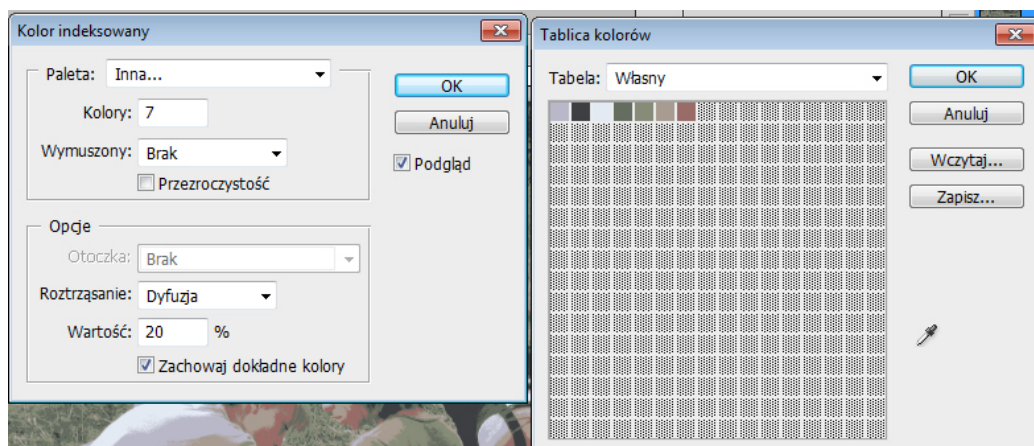 Kolor indeksowany
Paleta: Inna...
Kolory: 7
Wymuszony: Brak
Przezroczystość
OK
Anuluj
Podgląd
Opcje
Otoczka: Brak
Roztrząsanie: Dyfuzja
Wartość: 20 %
Zachowaj dokładne kolory
Tablica kolorów
Tabela: Własny
OK
Anuluj
Wczytaj...
Zapisz...